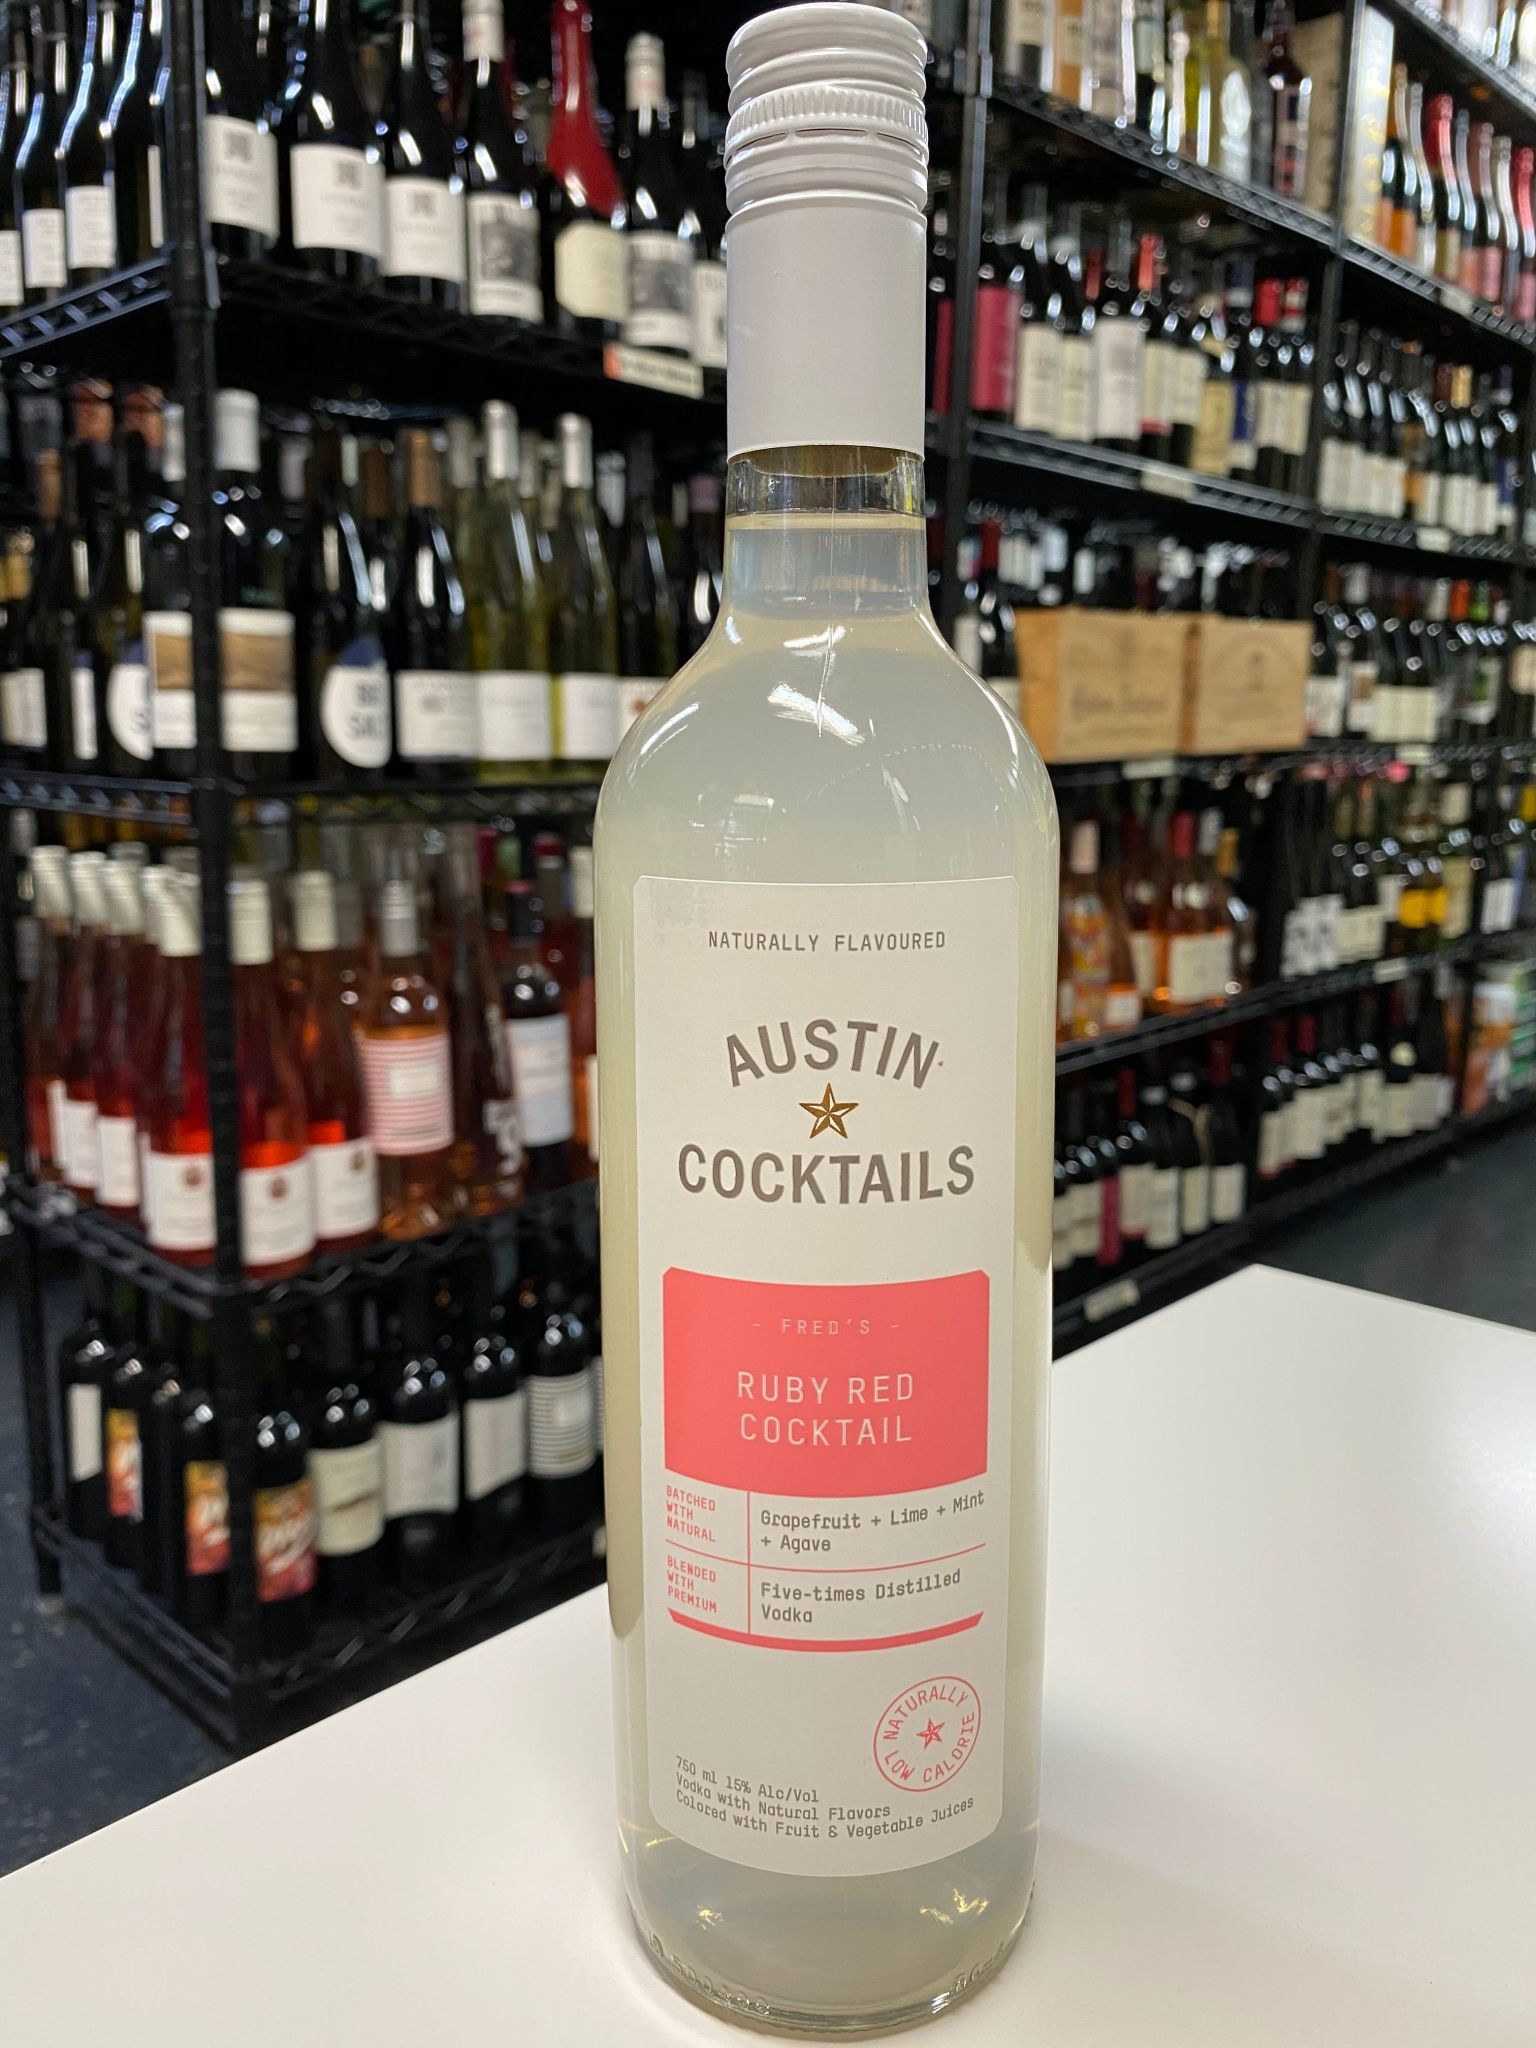 NATURALLY FLAVOURED
AUSTIN
COCKTAILS
- FRED'S -
RUBY RED
COCKTAIL
BATCHED
WITH
NATURAL
Grapefruit + Lime + Mint
+ Agave
BLENDED
WITH
PREMIUM
Five-times Distilled
Vodka
NATURALLY
LOW CALORIE
750 ml 15% Alc/Vol
Vodka with Natural Flavors
Colored with Fruit & Vegetable Juices